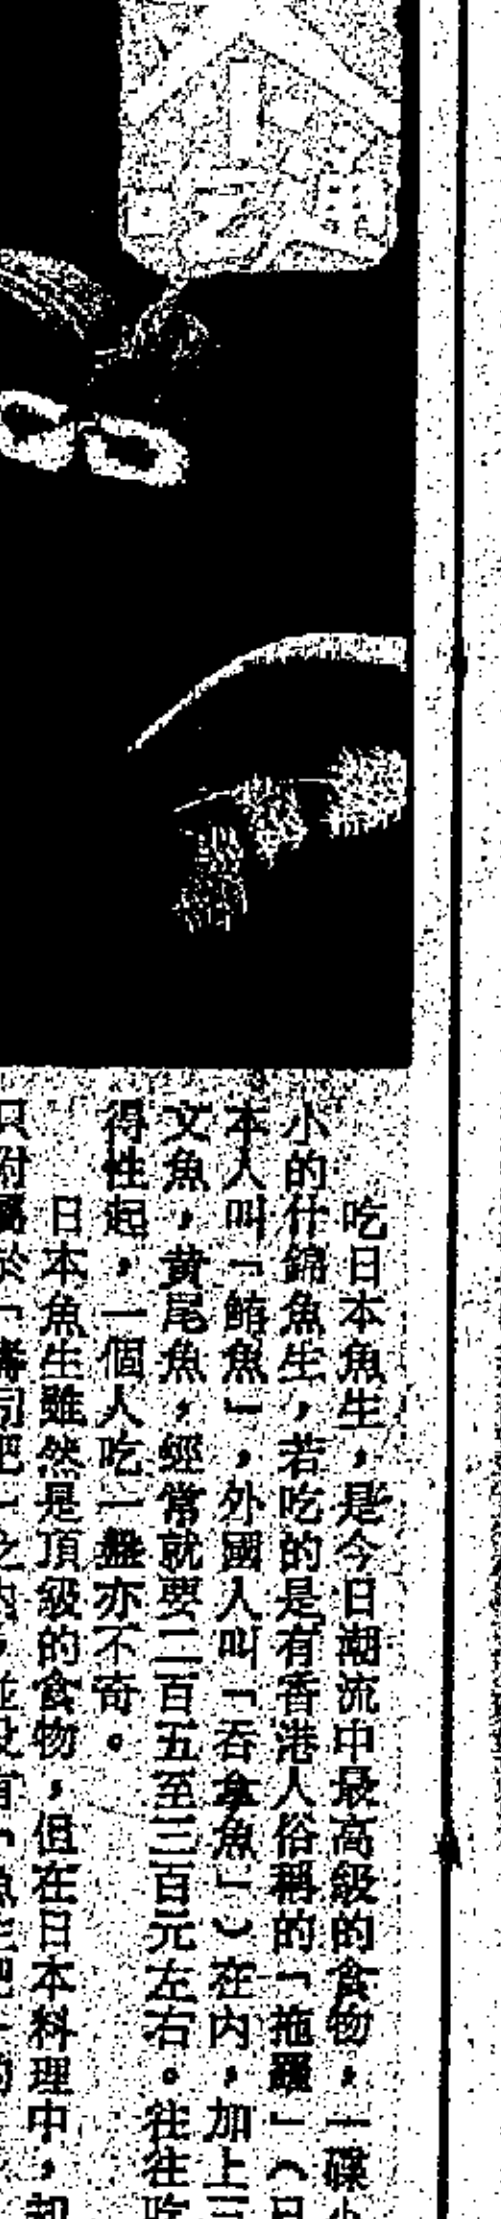 吃日本魚生，是今日潮流中最高級的食物，一碟小
小的什錦魚生，若吃的是有香港人俗稱的「拖羅」（日
本人叫「鮪魚」，外國人叫「吞拿魚」）在內，加上三
文魚，黄尾魚，經常就要二百五至三百元左右。往往吃
得性起，一個人吃一盤亦不奇。
日本魚生雖然是頂級的食物，但在日本料理中，却
只附屬於「壽司吧」之內，並沒有「魚生吧」